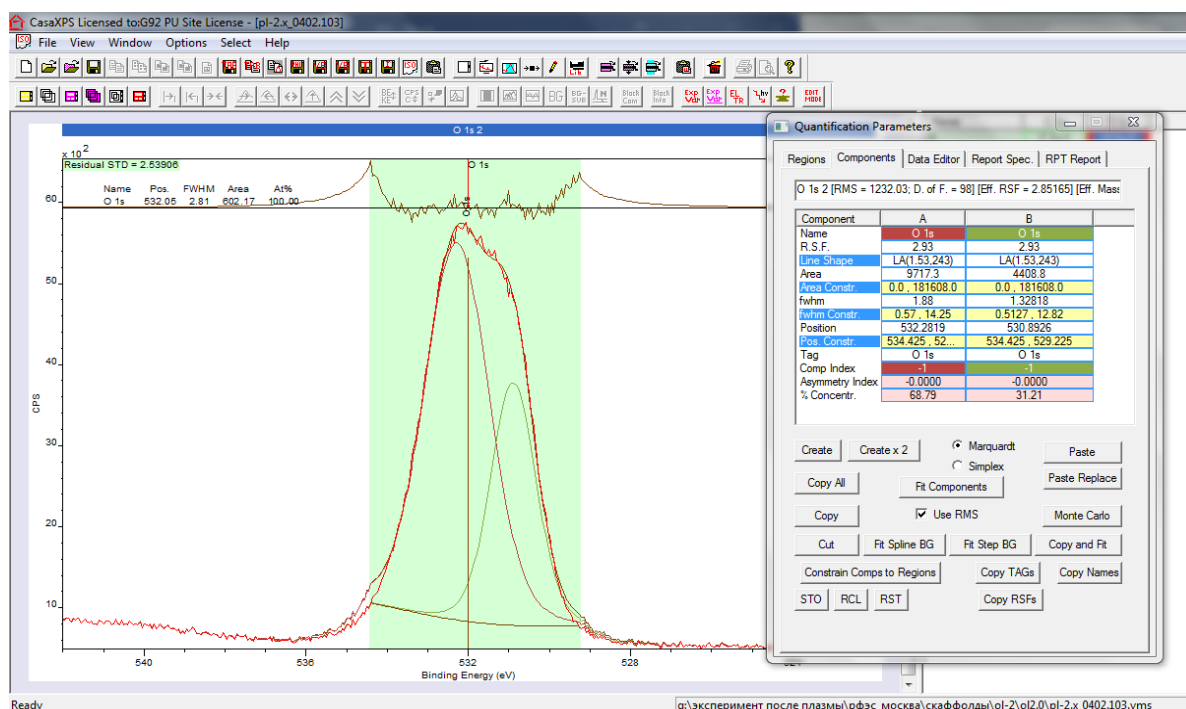 CasaXPS Licensed to:G92 PU Site License - [pl-2.x_0402.103]
File View Window Options Select Help
O 1s 2
x 10 2
Residual STD = 2.53906
O 1s
Name Pos. FWHM Area At%
O 1s 532.05 2.81 602.17 100.00
O 1s
60
50
40
30
20
10
CPS
540 536 532 528
Binding Energy (eV)
Quantification Parameters
Regions Components Data Editor Report Spec. RPT Report
O 1s 2 [RMS = 1232.03; D. of F. = 98] [Eff. RSF = 2.85165] [Eff. Mass
Component A B
Name O 1s O 1s
R.S.F. 2.93 2.93
Line Shape LA(1.53,243) LA(1.53,243)
Area 9717.3 4408.8
Area Constr. 0.0 , 181608.0 0.0 , 181608.0
fwhm 1.88 1.32818
fwhm Constr. 0.57 , 14.25 0.5127 , 12.82
Position 532.2819 530.8926
Pos. Constr. 534.425 , 52... 534.425 , 529.225
Tag O 1s O 1s
Comp Index -1 -1
Asymmetry Index -0.0000 -0.0000
% Concentr. 68.79 31.21
Create Create x 2 Marquardt Paste
Simplex
Copy All Fit Components Paste Replace
Copy Use RMS Monte Carlo
Cut Fit Spline BG Fit Step BG Copy and Fit
Constrain Comps to Regions Copy TAGs Copy Names
STO RCL RST Copy RSFs
Ready
g:\эксперимент после плазмы\рфэс_москва\скаффолды\pl-2\pl2.0\pl-2.x_0402.103.vms